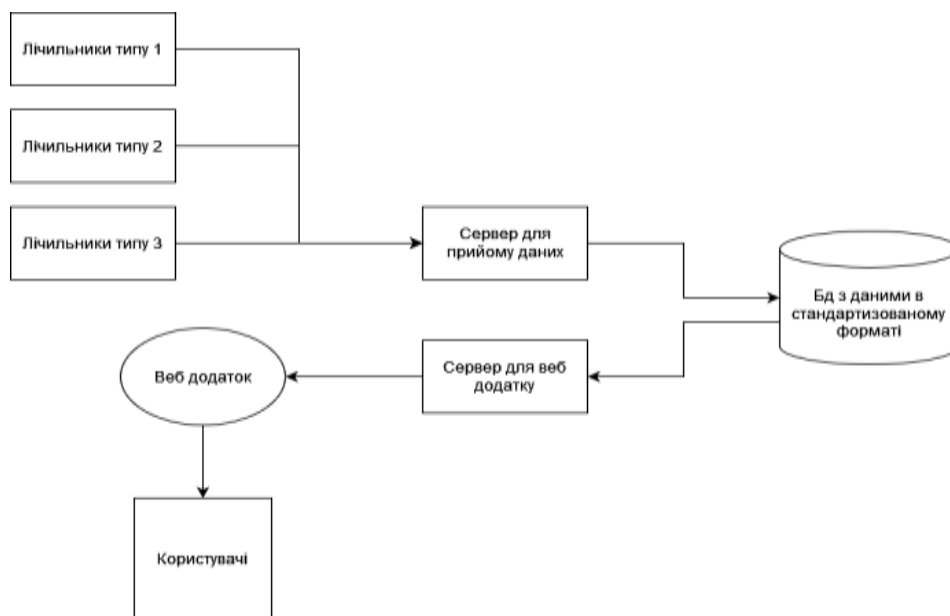 Лічильники типу 1
Лічильники типу 2
Лічильники типу 3
Сервер для
прийому даних
Бд з даними в
стандартизованому
форматі
Сервер для веб
додатку
Веб додаток
Користувачі